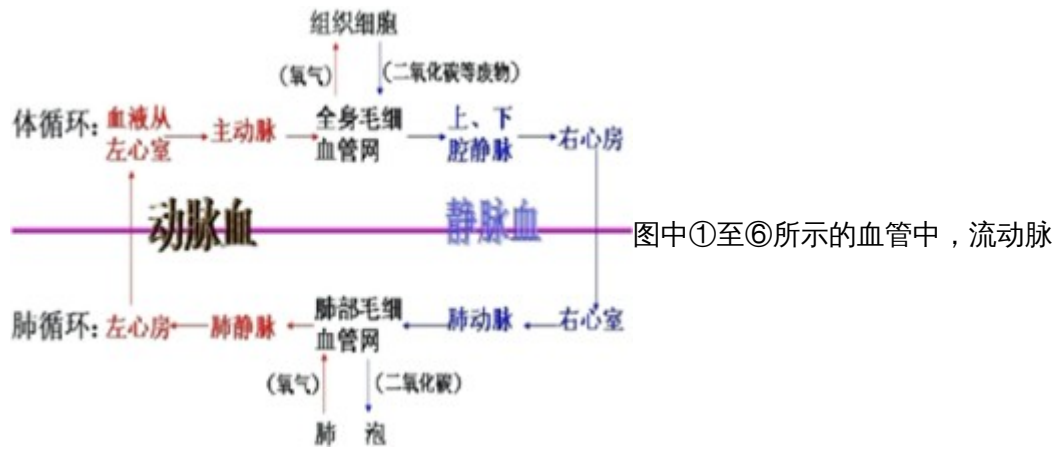 组织细胞
(氧气) (二氧化碳等废物)
体循环: 血液从左心室 主动脉 全身毛细血管网 上、下腔静脉 右心房
动脉血 静脉血 图中①至⑥所示的血管中，流动脉
肺循环: 左心房 肺静脉 肺部毛细血管网 肺动脉 右心室
(氧气) (二氧化碳)
肺 泡